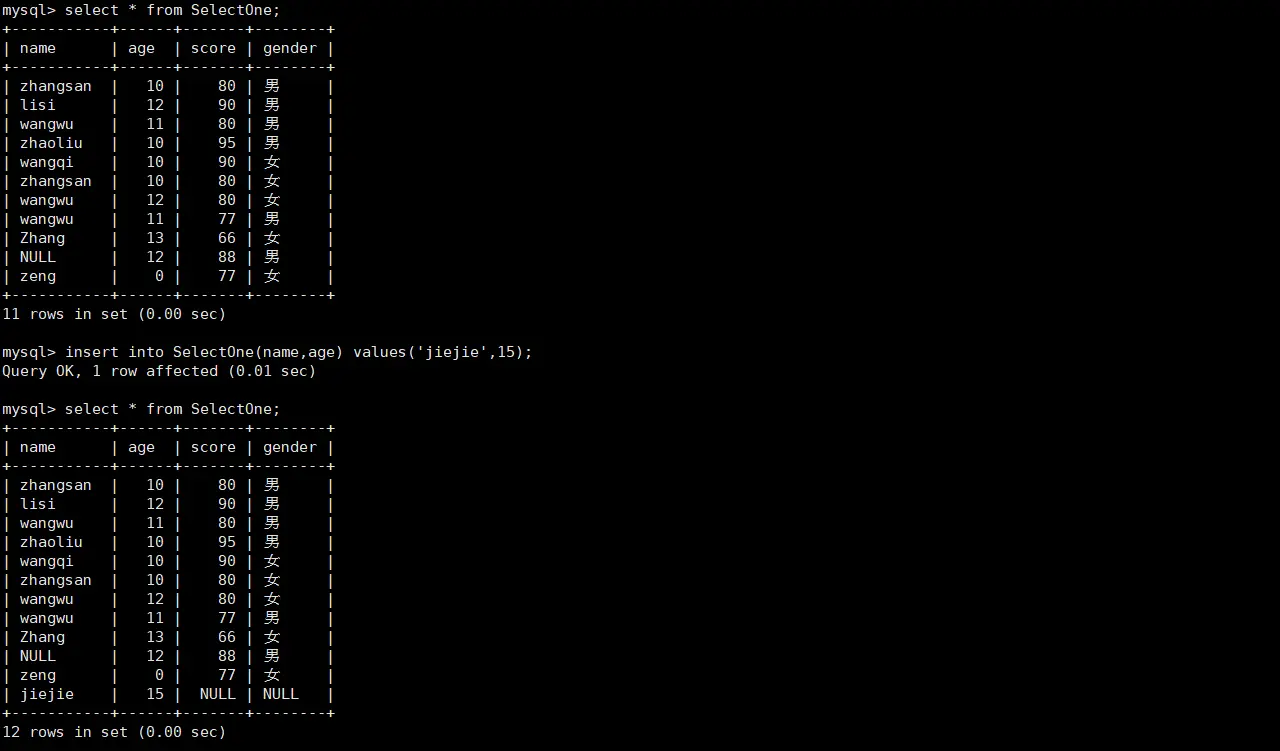 mysql> select * from SelectOne;
+-----------+------+-------+--------+
| name      | age  | score | gender |
+-----------+------+-------+--------+
| zhangsan  |   10 |    80 | 男     |
| lisi      |   12 |    90 | 男     |
| wangwu    |   11 |    80 | 男     |
| zhaoliu   |   10 |    95 | 男     |
| wangqi    |   10 |    90 | 女     |
| zhangsan  |   10 |    80 | 女     |
| wangwu    |   12 |    80 | 女     |
| wangwu    |   11 |    77 | 男     |
| Zhang     |   13 |    66 | 女     |
| NULL      |   12 |    88 | 男     |
| zeng      |    0 |    77 | 女     |
+-----------+------+-------+--------+
11 rows in set (0.00 sec)

mysql> insert into SelectOne(name,age) values('jiejie',15);
Query OK, 1 row affected (0.01 sec)

mysql> select * from SelectOne;
+-----------+------+-------+--------+
| name      | age  | score | gender |
+-----------+------+-------+--------+
| zhangsan  |   10 |    80 | 男     |
| lisi      |   12 |    90 | 男     |
| wangwu    |   11 |    80 | 男     |
| zhaoliu   |   10 |    95 | 男     |
| wangqi    |   10 |    90 | 女     |
| zhangsan  |   10 |    80 | 女     |
| wangwu    |   12 |    80 | 女     |
| wangwu    |   11 |    77 | 男     |
| Zhang     |   13 |    66 | 女     |
| NULL      |   12 |    88 | 男     |
| zeng      |    0 |    77 | 女     |
| jiejie    |   15 |  NULL | NULL   |
+-----------+------+-------+--------+
12 rows in set (0.00 sec)